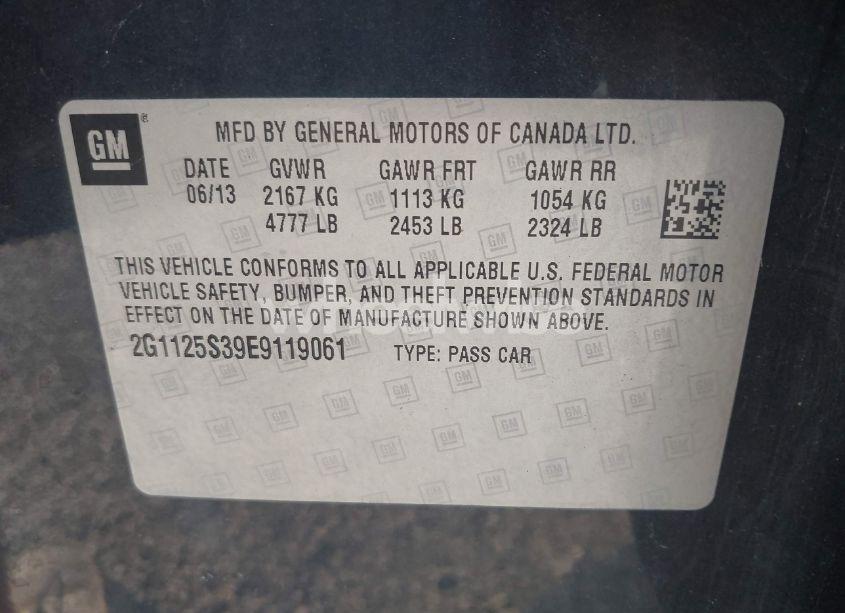 GM
MFD BY GENERAL MOTORS OF CANADA LTD.
DATE GVWR GAWR FRT GAWR RR
06/13 2167 KG 1113 KG 1054 KG
4777 LB 2453 LB 2324 LB
THIS VEHICLE CONFORMS TO ALL APPLICABLE U.S. FEDERAL MOTOR
VEHICLE SAFETY, BUMPER, AND THEFT PREVENTION STANDARDS IN
EFFECT ON THE DATE OF MANUFACTURE SHOWN ABOVE.
2G1125S39E9119061 TYPE: PASS CAR